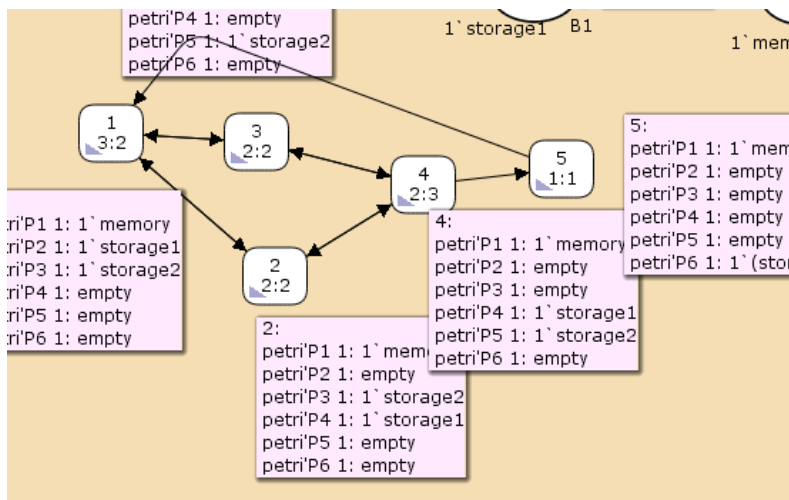 petri'P4 1: empty
petri'P5 1: 1`storage2
petri'P6 1: empty
1`storage1
B1
1`mem
1
3:2
3
2:2
4
2:3
5
1:1
2
2:2
tri'P1 1: 1`memory
tri'P2 1: 1`storage1
tri'P3 1: 1`storage2
tri'P4 1: empty
tri'P5 1: empty
ri'P6 1: empty
5:
petri'P1 1: 1`mem
petri'P2 1: empty
petri'P3 1: empty
petri'P4 1: empty
petri'P5 1: empty
petri'P6 1: 1`(stor
4:
petri'P1 1: 1`memory
petri'P2 1: empty
petri'P3 1: empty
petri'P4 1: 1`storage1
petri'P5 1: 1`storage2
petri'P6 1: empty
2:
petri'P1 1: 1`mem
petri'P2 1: empty
petri'P3 1: 1`storage2
petri'P4 1: 1`storage1
petri'P5 1: empty
petri'P6 1: empty